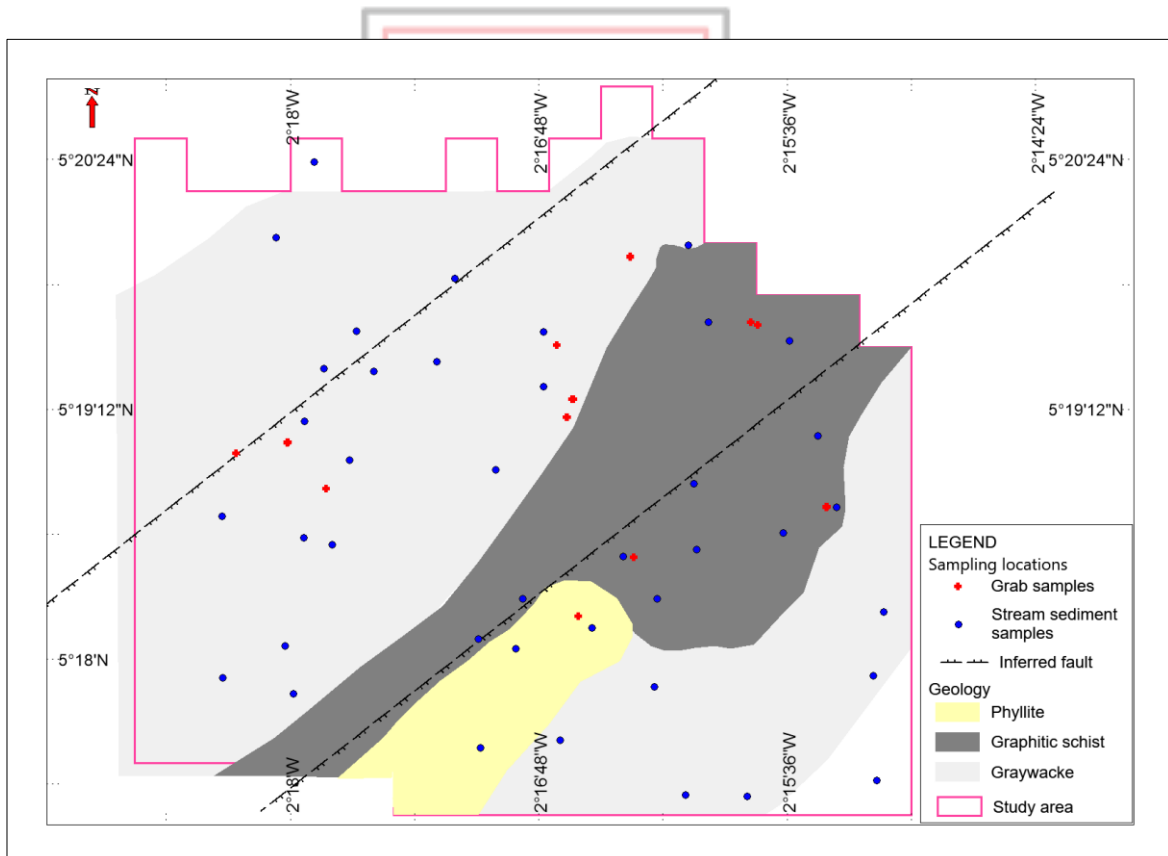 N
2°18'W
2°16'48"W
2°15'36"W
2°14'24"W
5°20'24"N
5°20'24"N
5°19'12"N
5°19'12"N
5°18'N
2°18'W
2°16'48"W
2°15'36"W
LEGEND
Sampling locations
Grab samples
Stream sediment
samples
Inferred fault
Geology
Phyllite
Graphitic schist
Graywacke
Study area